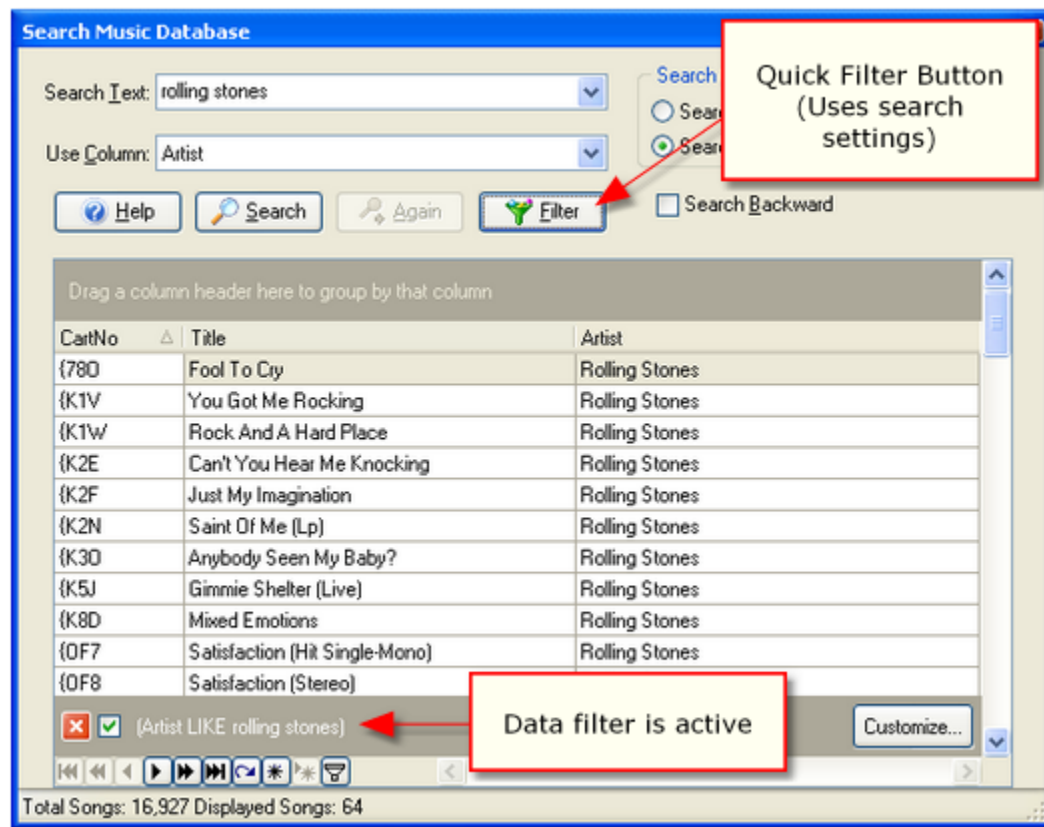 Search Music Database
Search Text: rolling stones
Use Column: Artist
Search
Quick Filter Button
(Uses search
settings)
Help
Search
Again
Filter
Search Backward
Drag a column header here to group by that column
CartNo Title Artist
{78O Fool To Cry Rolling Stones
{K1V You Got Me Rocking Rolling Stones
{K1W Rock And A Hard Place Rolling Stones
{K2E Can't You Hear Me Knocking Rolling Stones
{K2F Just My Imagination Rolling Stones
{K2N Saint Of Me (Lp) Rolling Stones
{K3O Anybody Seen My Baby? Rolling Stones
{K5J Gimmie Shelter (Live) Rolling Stones
{K8D Mixed Emotions Rolling Stones
{OF7 Satisfaction (Hit Single-Mono) Rolling Stones
{OF8 Satisfaction (Stereo)
(Artist LIKE rolling stones)
Data filter is active
Customize...
Total Songs: 16,927 Displayed Songs: 64